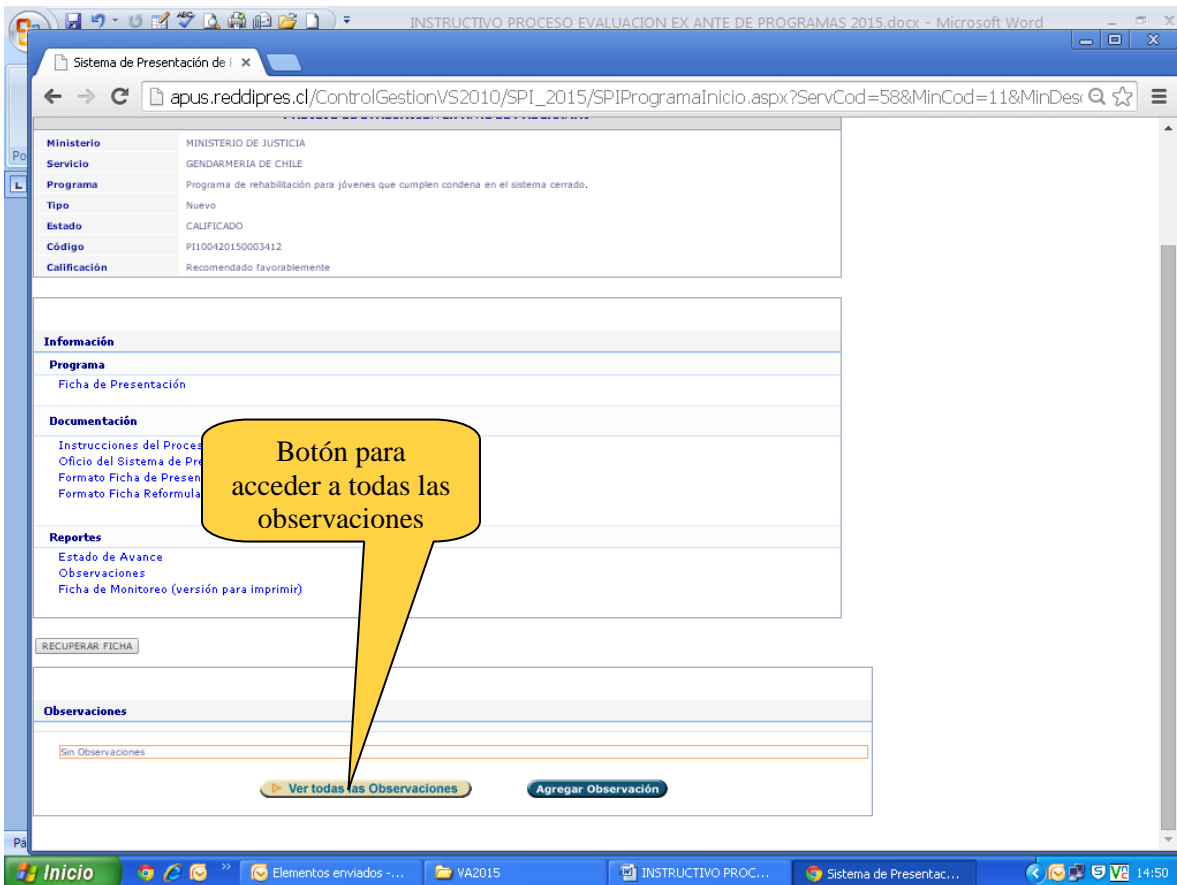 INSTRUCTIVO PROCESO EVALUACION EX ANTE DE PROGRAMAS 2015.docx - Microsoft Word
Sistema de Presentación de
apus.reddipres.cl/ControlGestionVS2010/SPI_2015/SPIProgramaInicio.aspx?ServCod=58&MinCod=11&MinDes
Ministerio MINISTERIO DE JUSTICIA
Servicio GENDARMERIA DE CHILE
Programa Programa de rehabilitación para jóvenes que cumplen condena en el sistema cerrado.
Tipo Nuevo
Estado CALIFICADO
Código PI100420150003412
Calificación Recomendado favorablemente
Información
Programa
Ficha de Presentación
Documentación
Instrucciones del Proces
Oficio del Sistema de Pre
Formato Ficha de Presen
Formato Ficha Reformula
Botón para
acceder a todas las
observaciones
Reportes
Estado de Avance
Observaciones
Ficha de Monitoreo (versión para imprimir)
RECUPERAR FICHA
Observaciones
Sin Observaciones
Ver todas las Observaciones Agregar Observación
Pá
Inicio Elementos enviados -... VA2015 INSTRUCTIVO PROC... Sistema de Presentac... 14:50